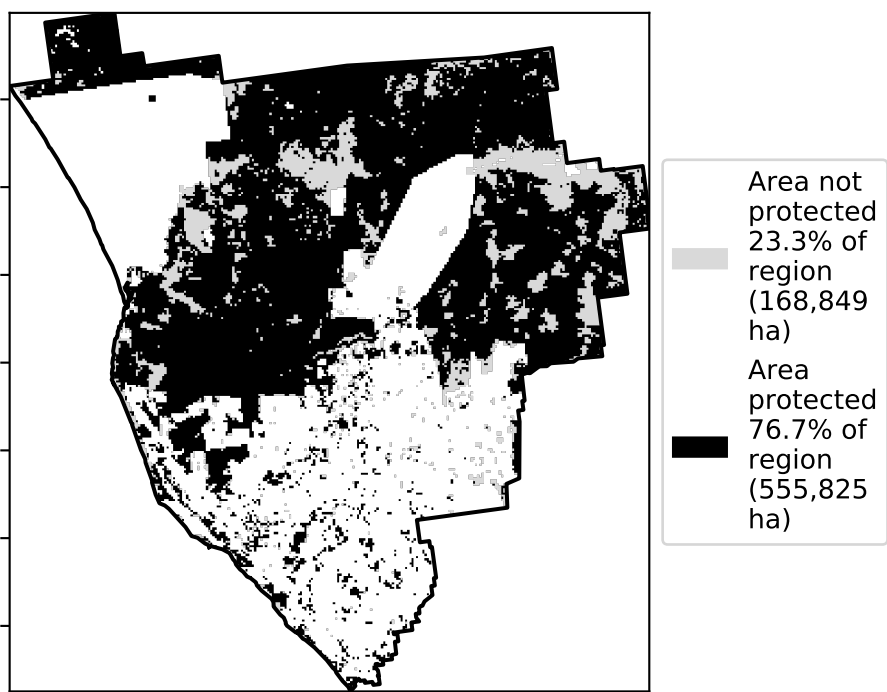 Area not
protected
23.3% of
region
(168,849
ha)
Area
protected
76.7% of
region
(555,825
ha)